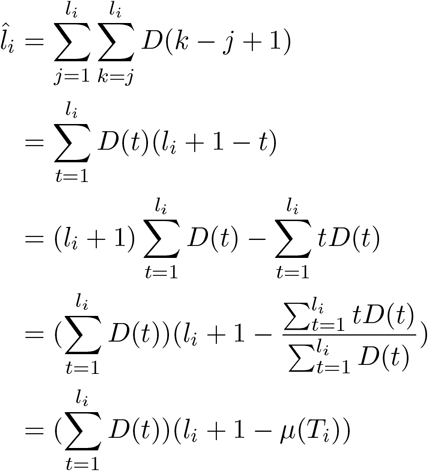 \hat{l}_i = \sum_{j=1}^{l_i} \sum_{k=j}^{l_i} D(k - j + 1)
= \sum_{t=1}^{l_i} D(t)(l_i + 1 - t)
= (l_i + 1) \sum_{t=1}^{l_i} D(t) - \sum_{t=1}^{l_i} tD(t)
= (\sum_{t=1}^{l_i} D(t))(l_i + 1 - \frac{\sum_{t=1}^{l_i} tD(t)}{\sum_{t=1}^{l_i} D(t)})
= (\sum_{t=1}^{l_i} D(t))(l_i + 1 - \mu(T_i))